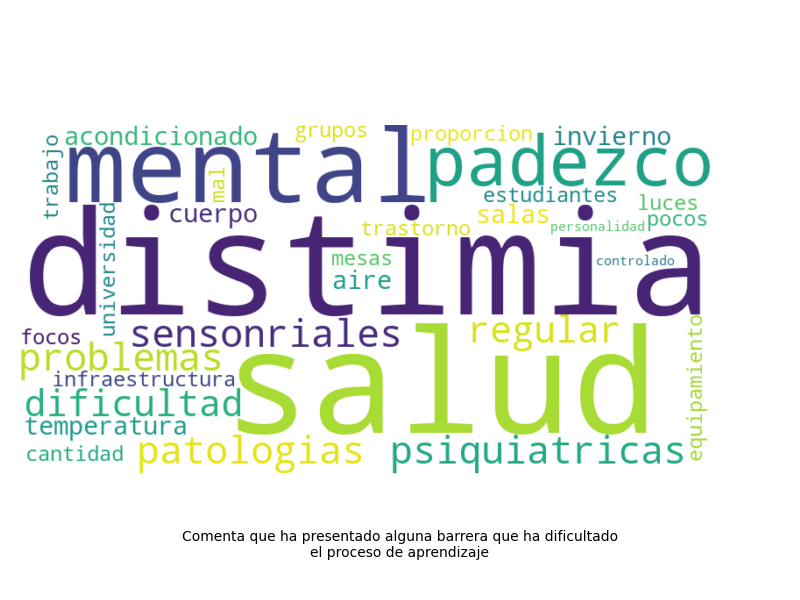 grupos
proporcion
acondicionado
invierno
trabajo
mental
padezco
mal
estudiantes
luces
cuerpo
salas
pocos
universidad
trastorno
personalidad
distimia
mesas
controlado
aire
focos
sensonriales
regular
problemas
salud
infraestructura
equipamiento
dificultad
temperatura
cantidad
patologias
psiquiatricas
Comenta que ha presentado alguna barrera que ha dificultado
el proceso de aprendizaje